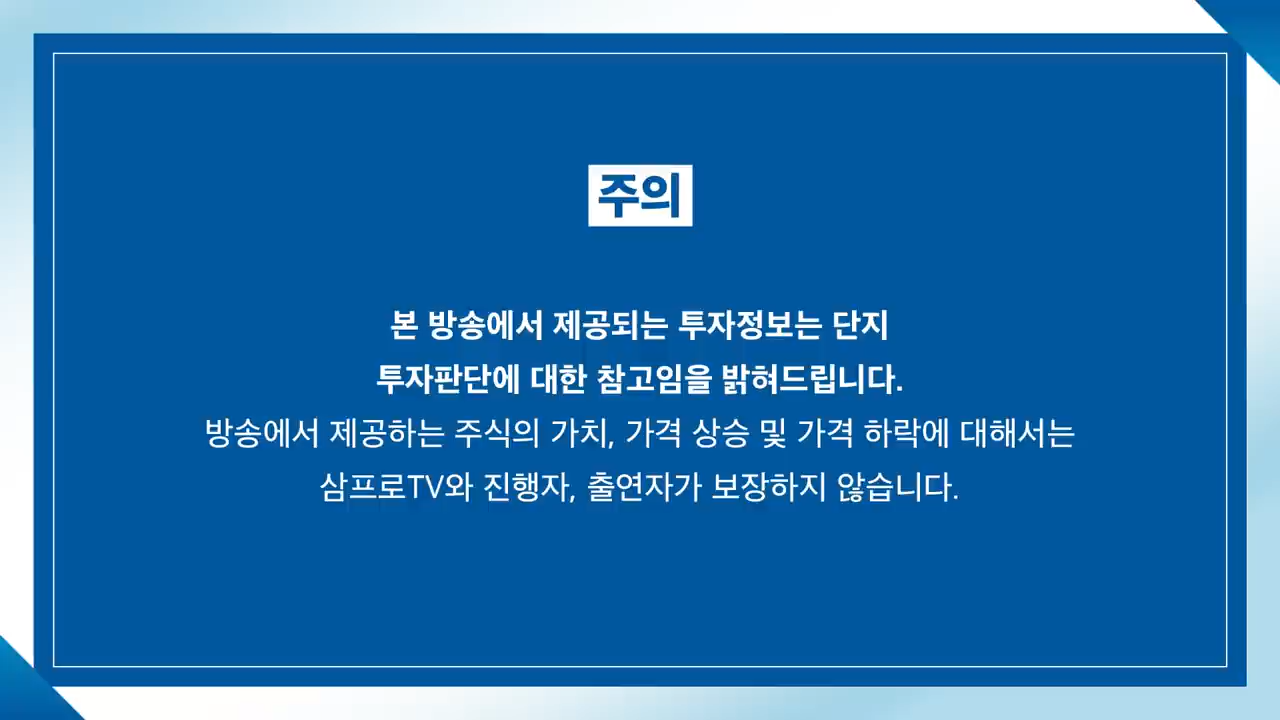 주의
본 방송에서 제공되는 투자정보는 단지
투자판단에 대한 참고임을 밝혀드립니다.
방송에서 제공하는 주식의 가치, 가격 상승 및 가격 하락에 대해서는
삼프로TV와 진행자, 출연자가 보장하지 않습니다.